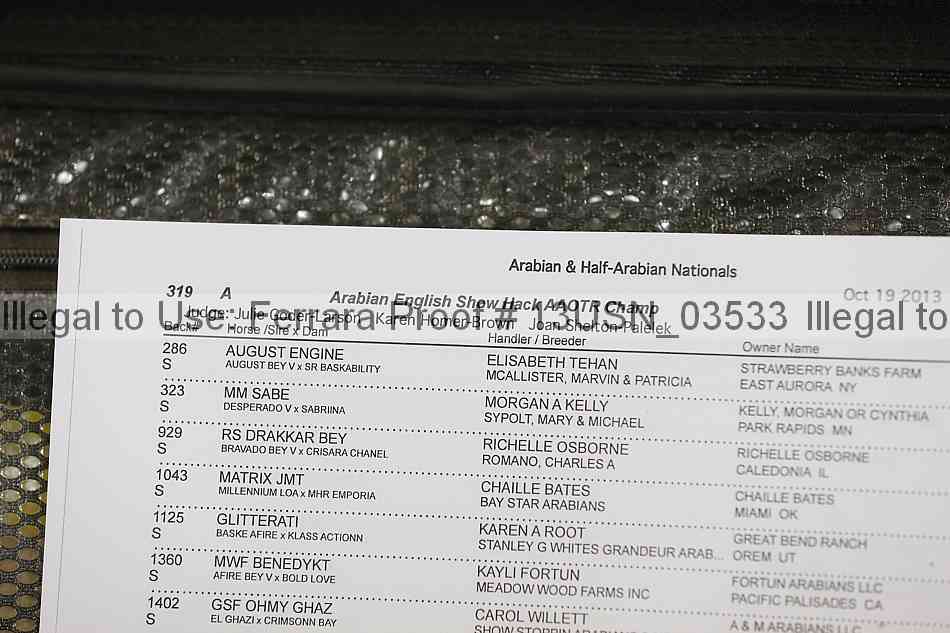 Arabian & Half-Arabian Nationals
319 A Arabian English Show Hack AAOTR Champ Oct 19 2013
Illegal to Use. Ferrara Proof # 13USN_03533 Illegal to
Judge: Julie Goder-Larson Karen Homer-Brown Joan Shelton-Palelek
Back# Horse /Sire x Dam Handler / Breeder Owner Name
286 AUGUST ENGINE ELISABETH TEHAN STRAWBERRY BANKS FARM
S AUGUST BEY V x SR BASKABILITY MCALLISTER, MARVIN & PATRICIA EAST AURORA NY
323 MM SABE MORGAN A KELLY KELLY, MORGAN OR CYNTHIA
S DESPERADO V x SABRIINA SYPOLT, MARY & MICHAEL PARK RAPIDS MN
929 RS DRAKKAR BEY RICHELLE OSBORNE RICHELLE OSBORNE
S BRAVADO BEY V x CRISARA CHANEL ROMANO, CHARLES A CALEDONIA IL
1043 MATRIX JMT CHAILLE BATES CHAILLE BATES
S MILLENNIUM LOA x MHR EMPORIA BAY STAR ARABIANS MIAMI OK
1125 GLITTERATI KAREN A ROOT GREAT BEND RANCH
S BASKE AFIRE x KLASS ACTIONN STANLEY G WHITES GRANDEUR ARAB... OREM UT
1360 MWF BENEDYKT KAYLI FORTUN FORTUN ARABIANS LLC
S AFIRE BEY V x BOLD LOVE MEADOW WOOD FARMS INC PACIFIC PALISADES CA
1402 GSF OHMY GHAZ CAROL WILLETT A & M ARABIANS LLC
S EL GHAZI x CRIMSONN BAY SHOW STOPPIN